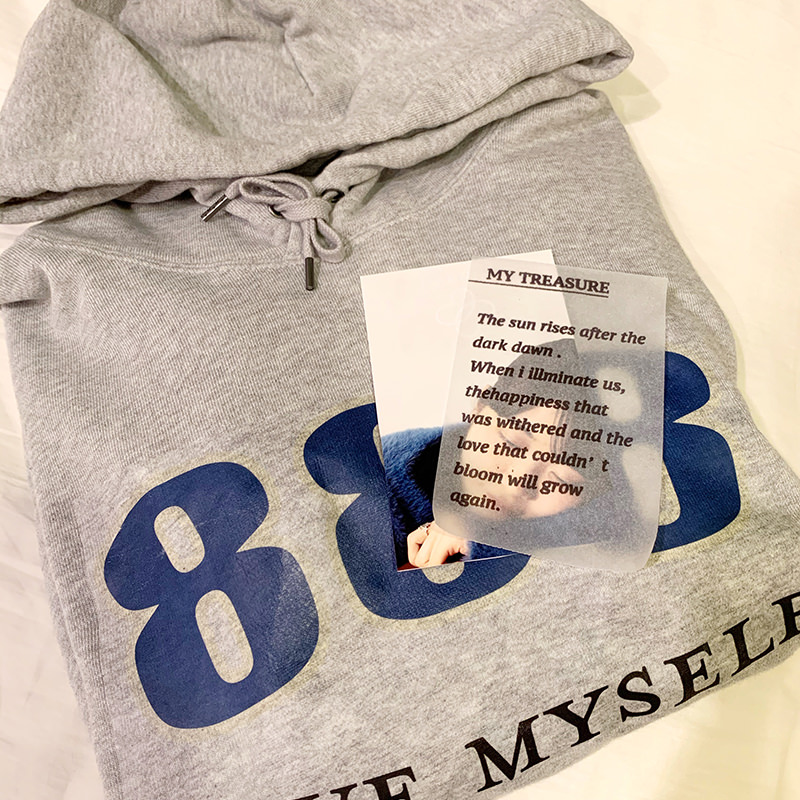 MY TREASURE
The sun rises after the
dark dawn .
When i illminate us,
thehappiness that
was withered and the
love that couldn't
bloom will grow
again.
888
MYSELF